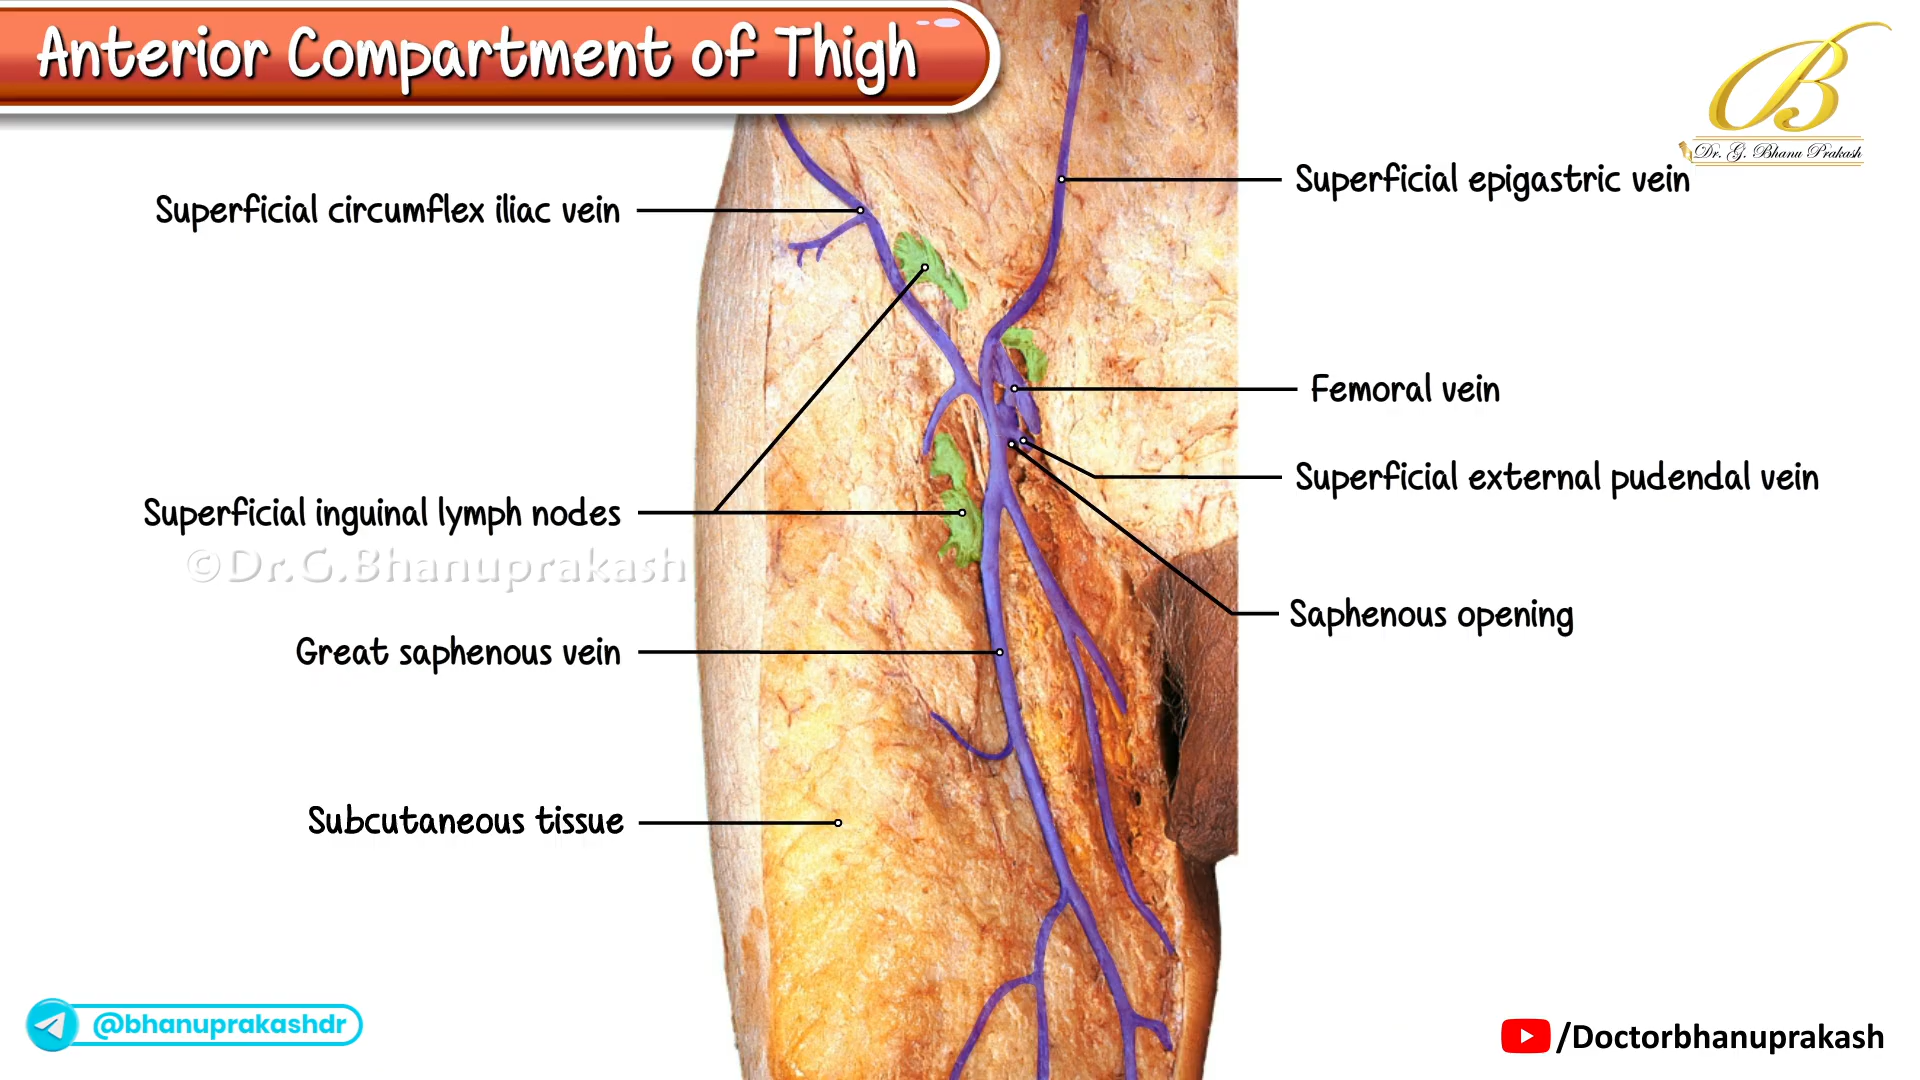 Anterior Compartment of Thigh
Dr. G. Bhanu Prakash
Superficial circumflex iliac vein
Superficial epigastric vein
Femoral vein
Superficial external pudendal vein
Superficial inguinal lymph nodes
©Dr.G.Bhanuprakash
Saphenous opening
Great saphenous vein
Subcutaneous tissue
@bhanuprakashdr
/Doctorbhanuprakash